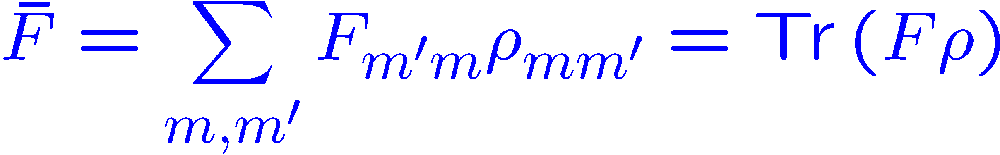 F̄ = ∑_{m,m′} F_{m′m} ρ_{mm′} = Tr (Fρ)